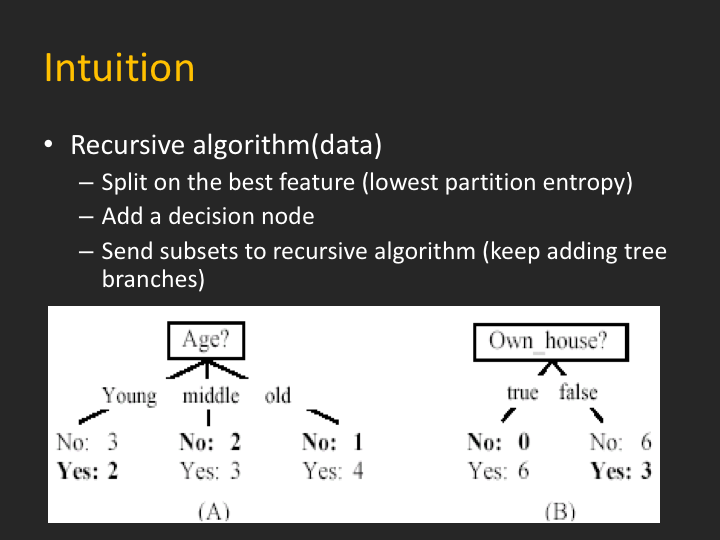 Intuition
• Recursive algorithm(data)
– Split on the best feature (lowest partition entropy)
– Add a decision node
– Send subsets to recursive algorithm (keep adding tree
branches)
Age? Own_house?
Young middle old true false
No: 3 No: 2 No: 1 No: 0 No: 6
Yes: 2 Yes: 3 Yes: 4 Yes: 6 Yes: 3
(A) (B)